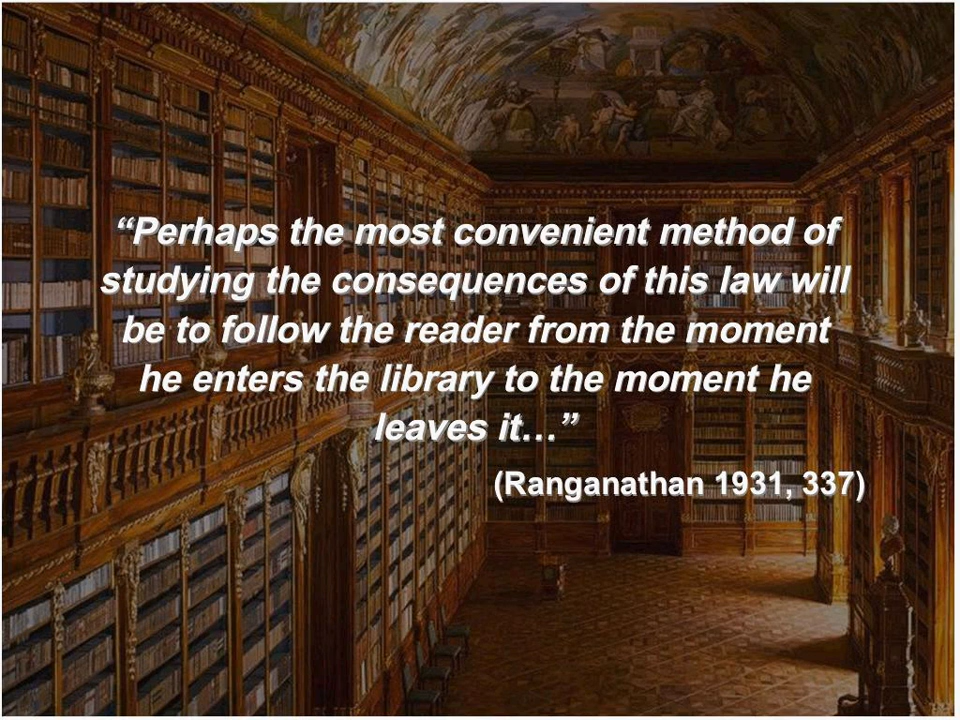 “Perhaps the most convenient method of
studying the consequences of this law will
be to follow the reader from the moment
he enters the library to the moment he
leaves it…”
(Ranganathan 1931, 337)